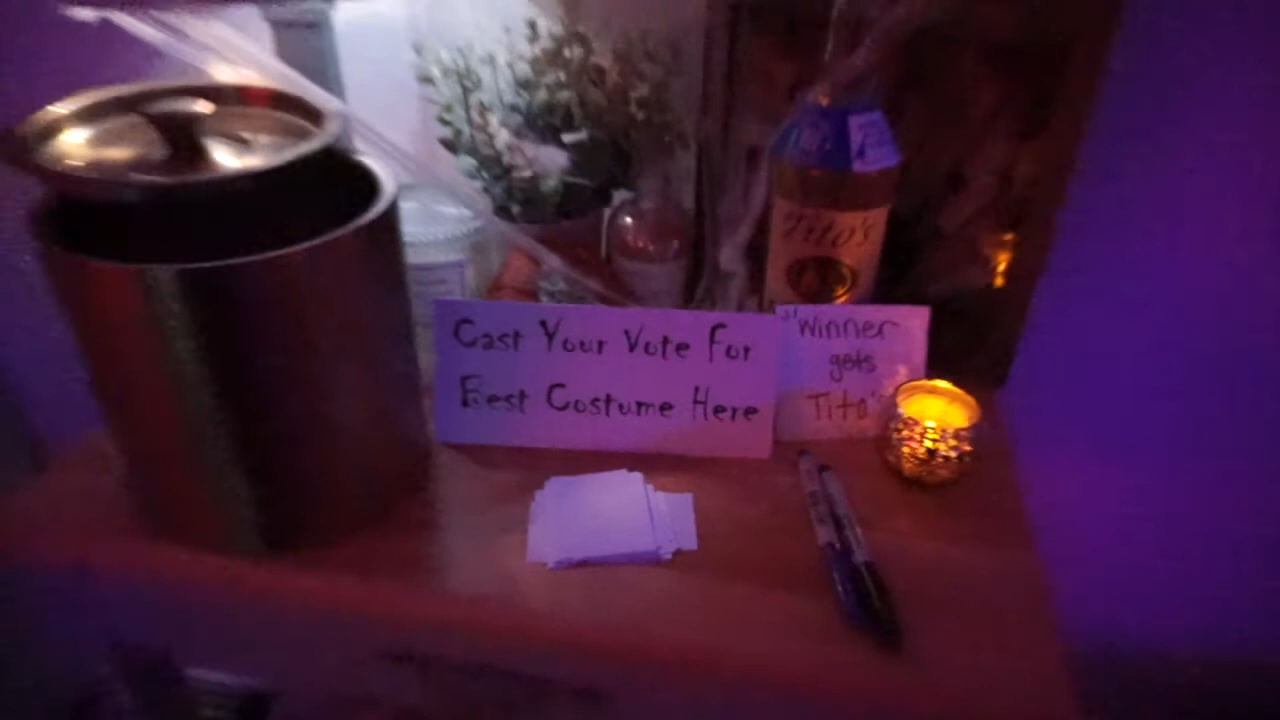 Cast Your Vote For
Best Costume Here
"Winner
gets
Tito's
Tito's